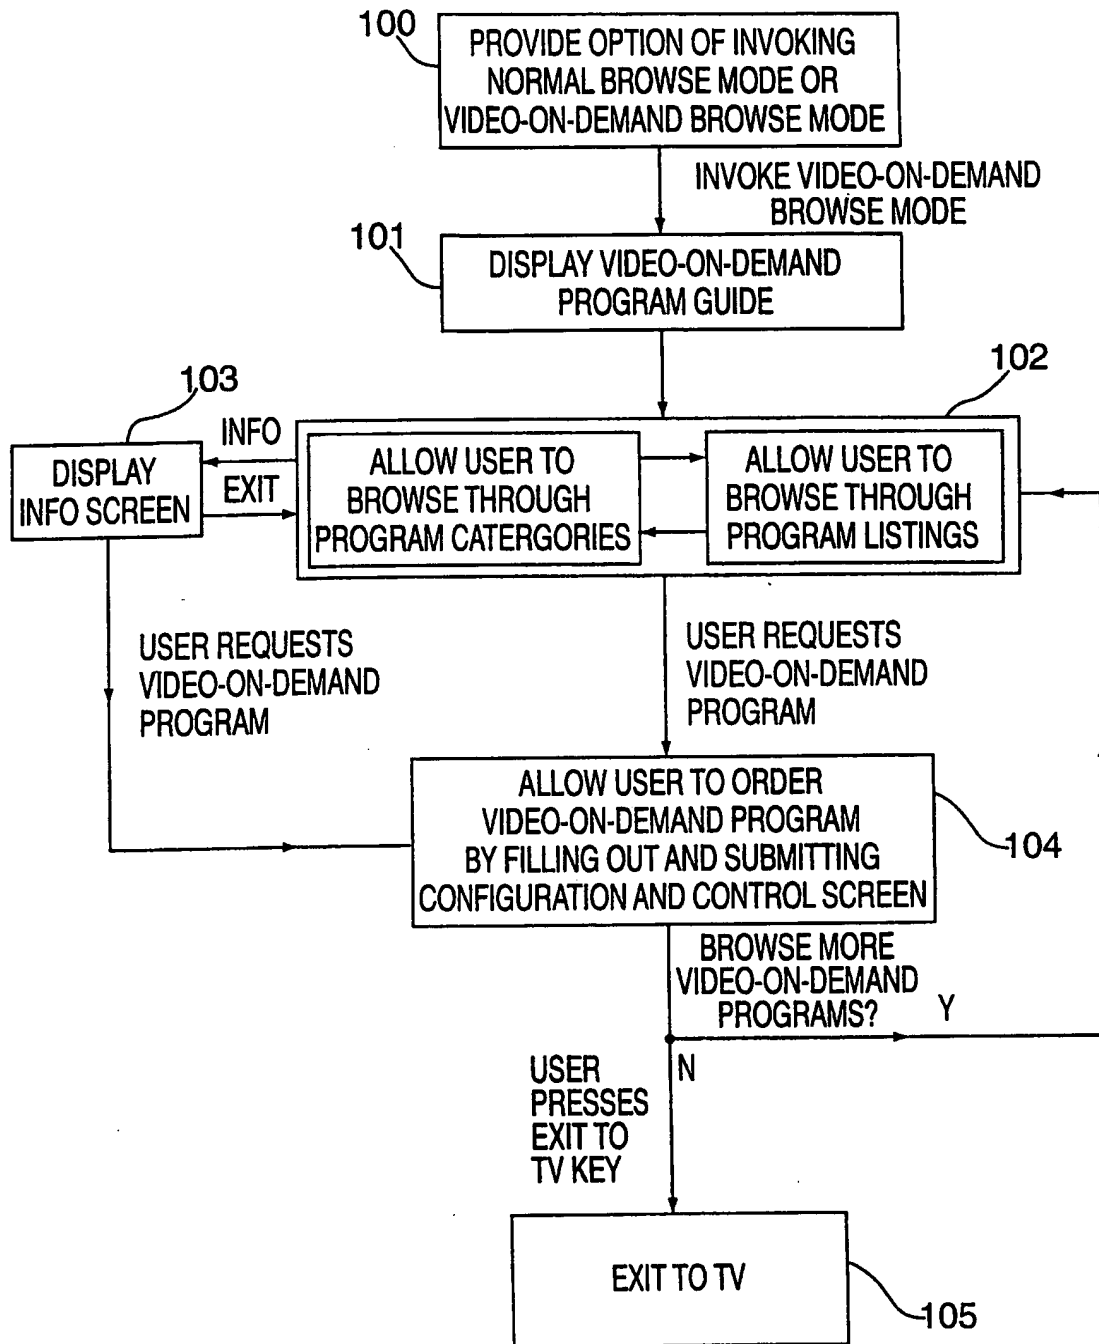 100
PROVIDE OPTION OF INVOKING
NORMAL BROWSE MODE OR
VIDEO-ON-DEMAND BROWSE MODE
INVOKE VIDEO-ON-DEMAND
BROWSE MODE
101
DISPLAY VIDEO-ON-DEMAND
PROGRAM GUIDE
102
103
INFO
EXIT
DISPLAY
INFO SCREEN
ALLOW USER TO
BROWSE THROUGH
PROGRAM CATERGORIES
ALLOW USER TO
BROWSE THROUGH
PROGRAM LISTINGS
USER REQUESTS
VIDEO-ON-DEMAND
PROGRAM
USER REQUESTS
VIDEO-ON-DEMAND
PROGRAM
ALLOW USER TO ORDER
VIDEO-ON-DEMAND PROGRAM
BY FILLING OUT AND SUBMITTING
CONFIGURATION AND CONTROL SCREEN
104
BROWSE MORE
VIDEO-ON-DEMAND
PROGRAMS?
Y
N
USER
PRESSES
EXIT TO
TV KEY
EXIT TO TV
105